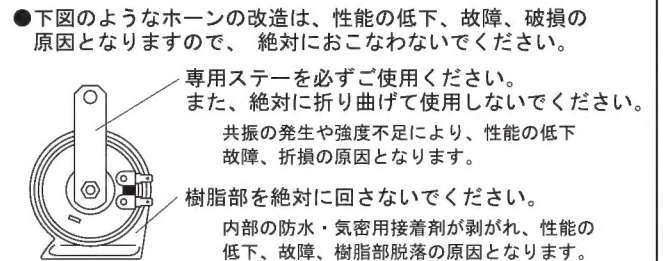 ●下図のようなホーンの改造は、性能の低下、故障、破損の
原因となりますので、 絶対におこなわないでください。
専用ステーを必ずご使用ください。
また、絶対に折り曲げて使用しないでください。
共振の発生や強度不足により、性能の低下
故障、折損の原因となります。
樹脂部を絶対に回さないでください。
内部の防水・気密用接着剤が剥がれ、性能の
低下、故障、樹脂部脱落の原因となります。